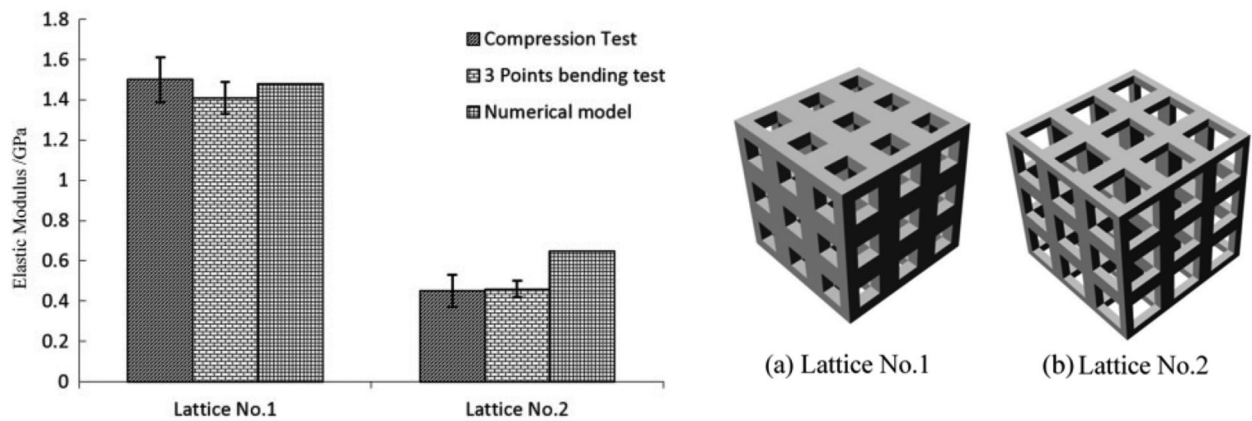 1.8
1.6
1.4
1.2
1
0.8
0.6
0.4
0.2
0
Elastic Modulus /GPa
Compression Test
3 Points bending test
Numerical model
Lattice No.1
Lattice No.2
(a) Lattice No.1
(b) Lattice No.2